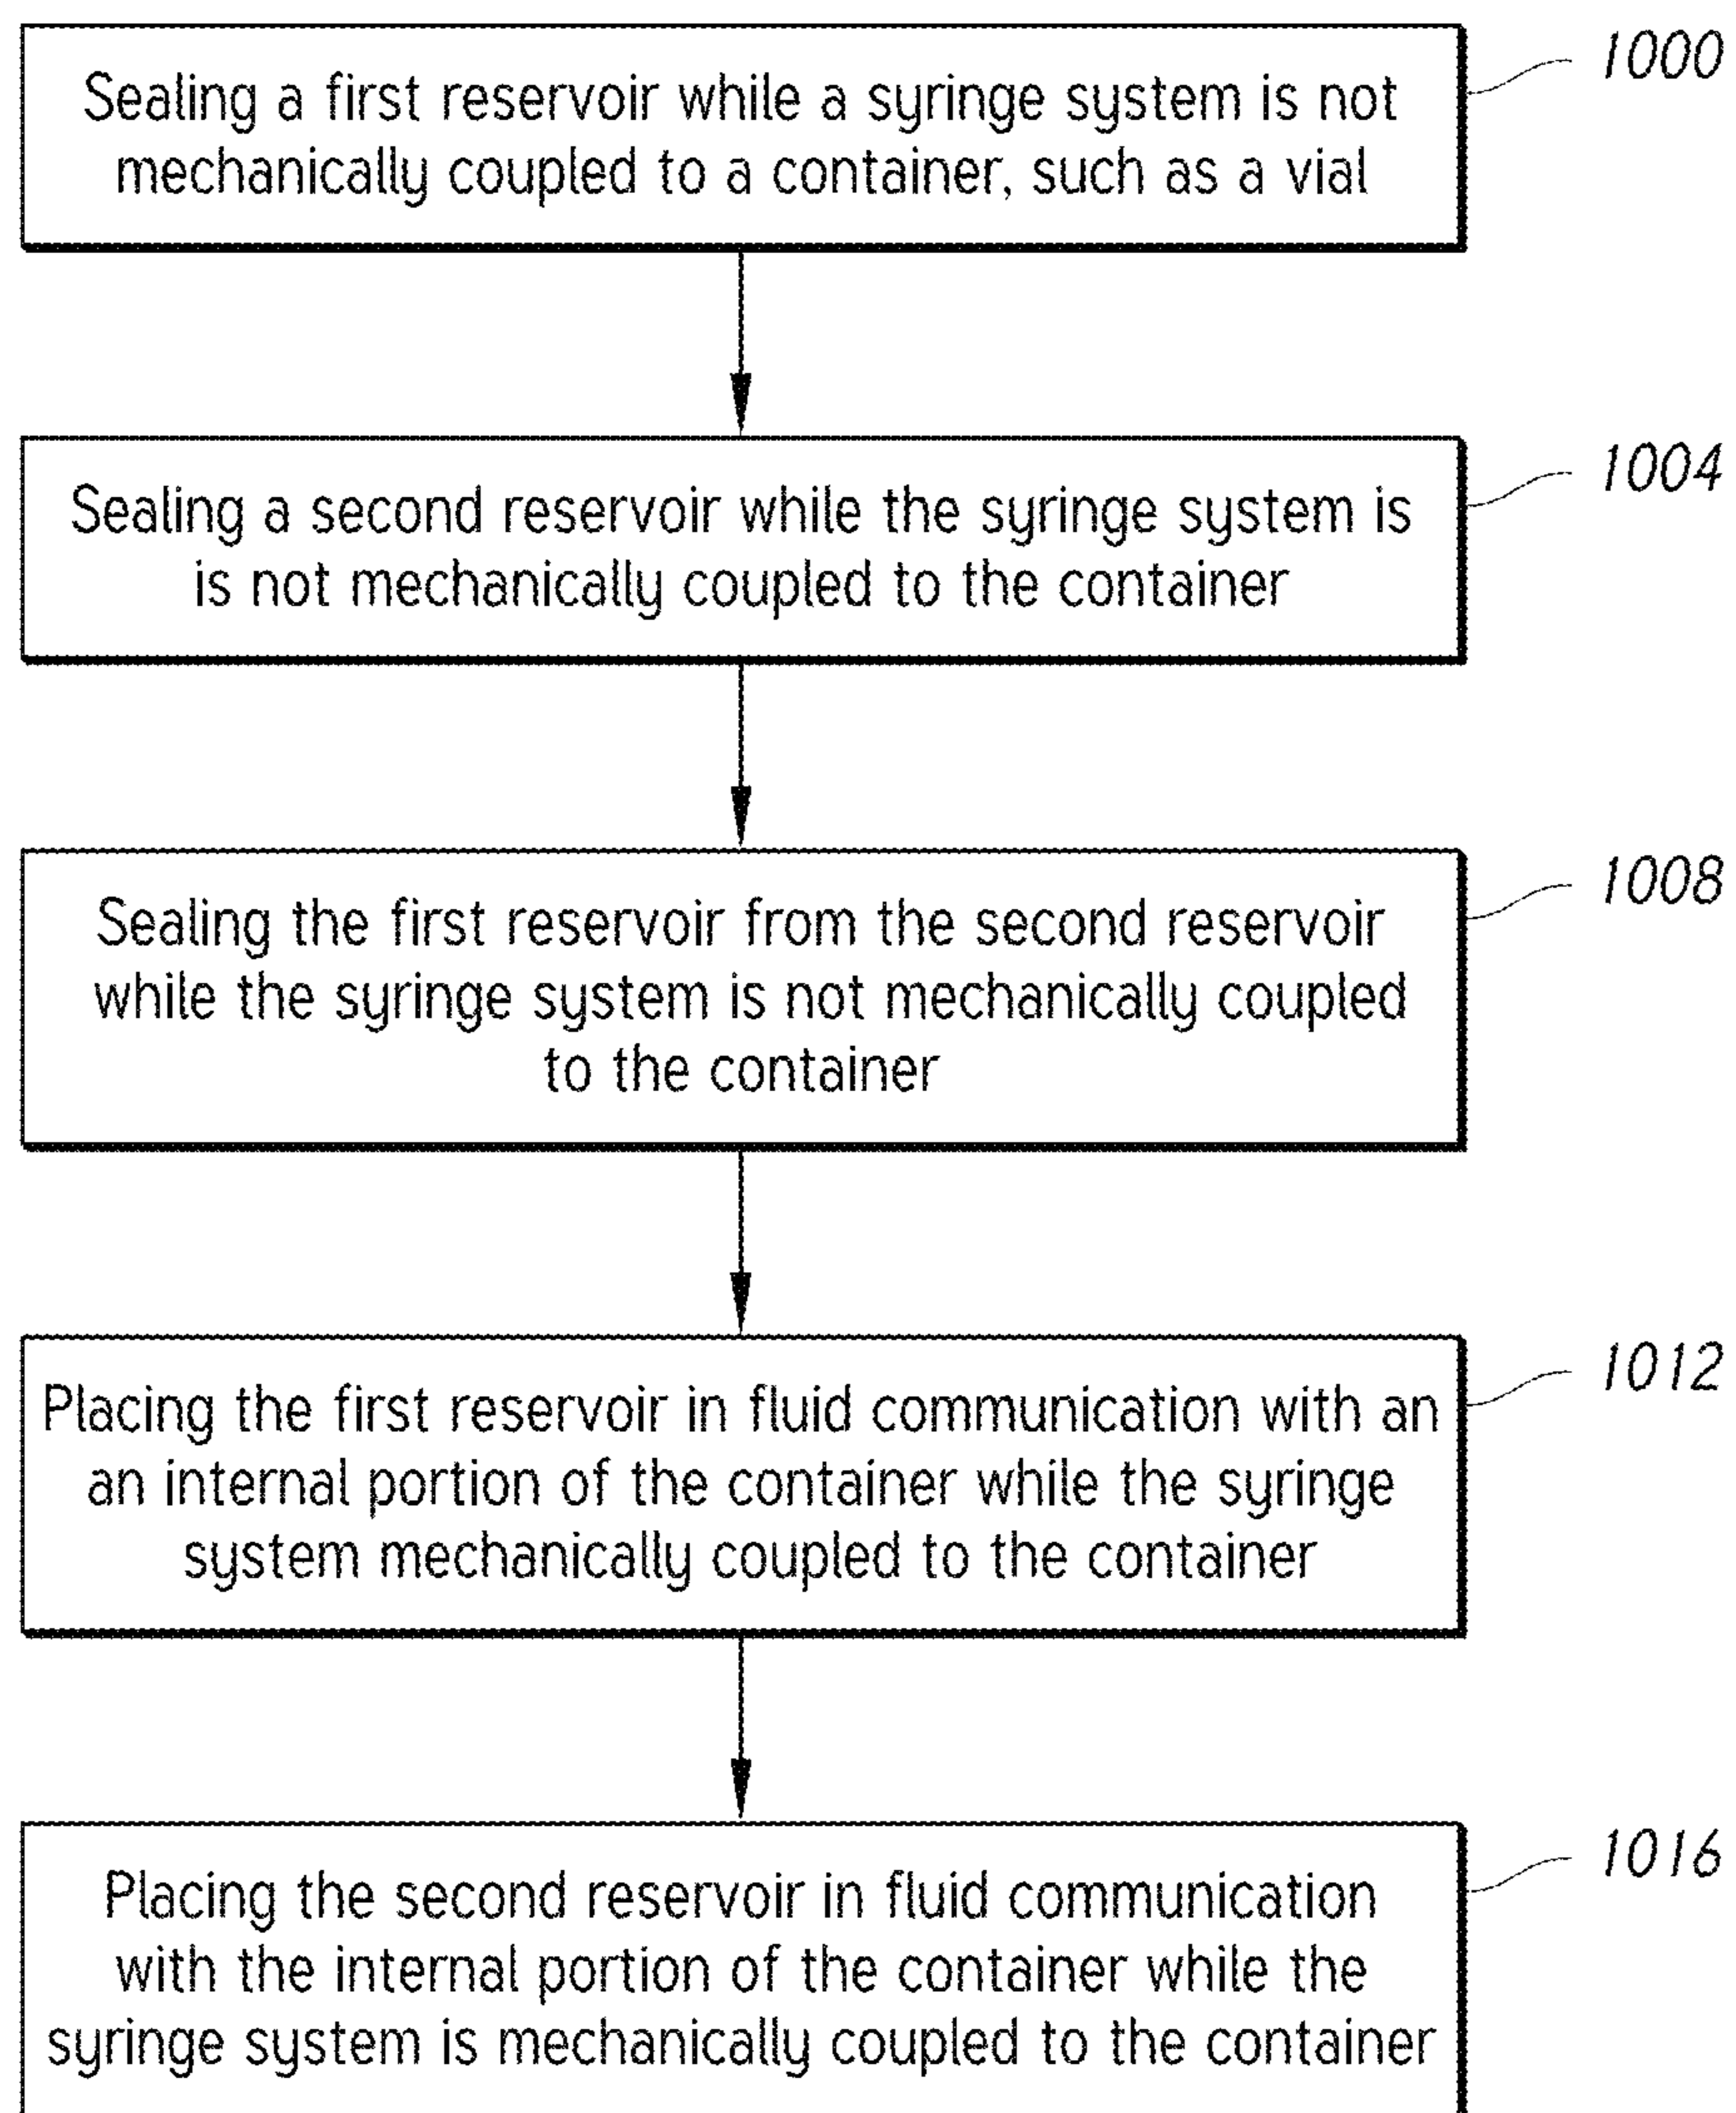 1000
Sealing a first reservoir while a syringe system is not
mechanically coupled to a container, such as a vial
1004
Sealing a second reservoir while the syringe system is
is not mechanically coupled to the container
1008
Sealing the first reservoir from the second reservoir
while the syringe system is not mechanically coupled
to the container
1012
Placing the first reservoir in fluid communication with an
an internal portion of the container while the syringe
system mechanically coupled to the container
1016
Placing the second reservoir in fluid communication
with the internal portion of the container while the
syringe system is mechanically coupled to the container